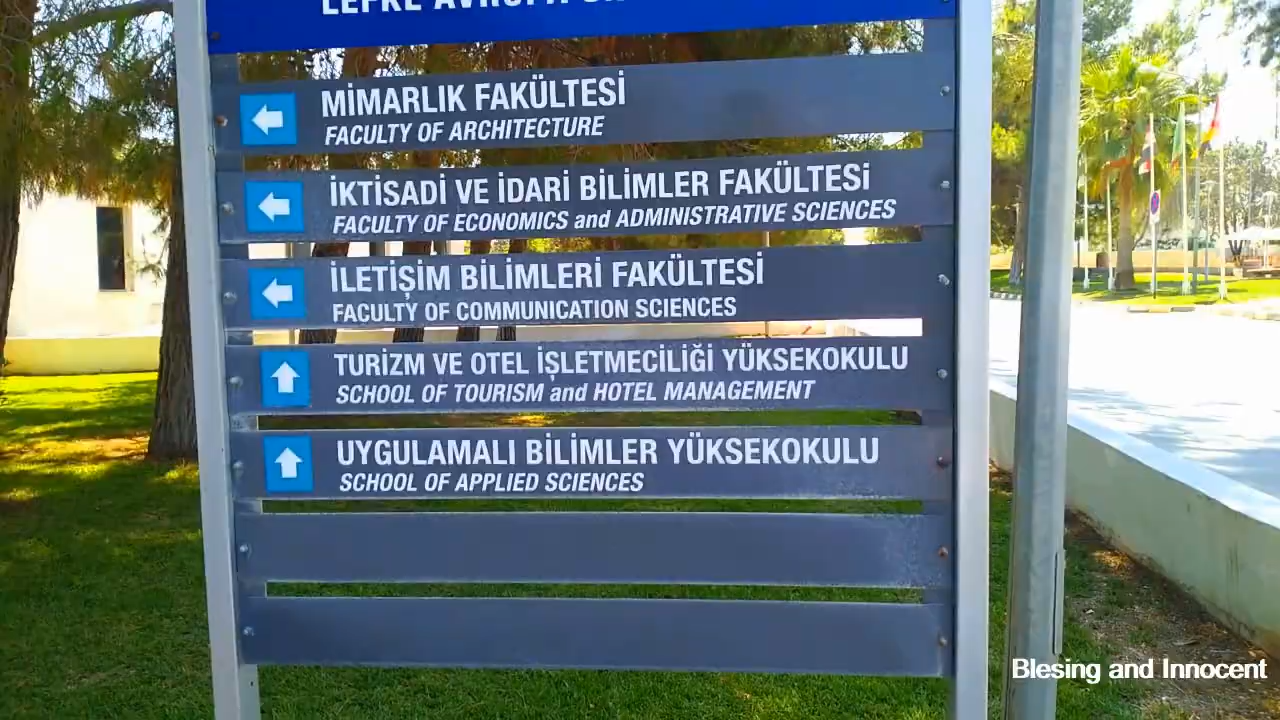 LEFKE AVRUPA
MİMARLIK FAKÜLTESİ
FACULTY OF ARCHITECTURE
İKTİSADİ VE İDARİ BİLİMLER FAKÜLTESİ
FACULTY OF ECONOMICS and ADMINISTRATIVE SCIENCES
İLETİŞİM BİLİMLERİ FAKÜLTESİ
FACULTY OF COMMUNICATION SCIENCES
TURİZM VE OTEL İŞLETMECİLİĞİ YÜKSEKOKULU
SCHOOL OF TOURISM and HOTEL MANAGEMENT
UYGULAMALI BİLİMLER YÜKSEKOKULU
SCHOOL OF APPLIED SCIENCES
Blesing and Innocent